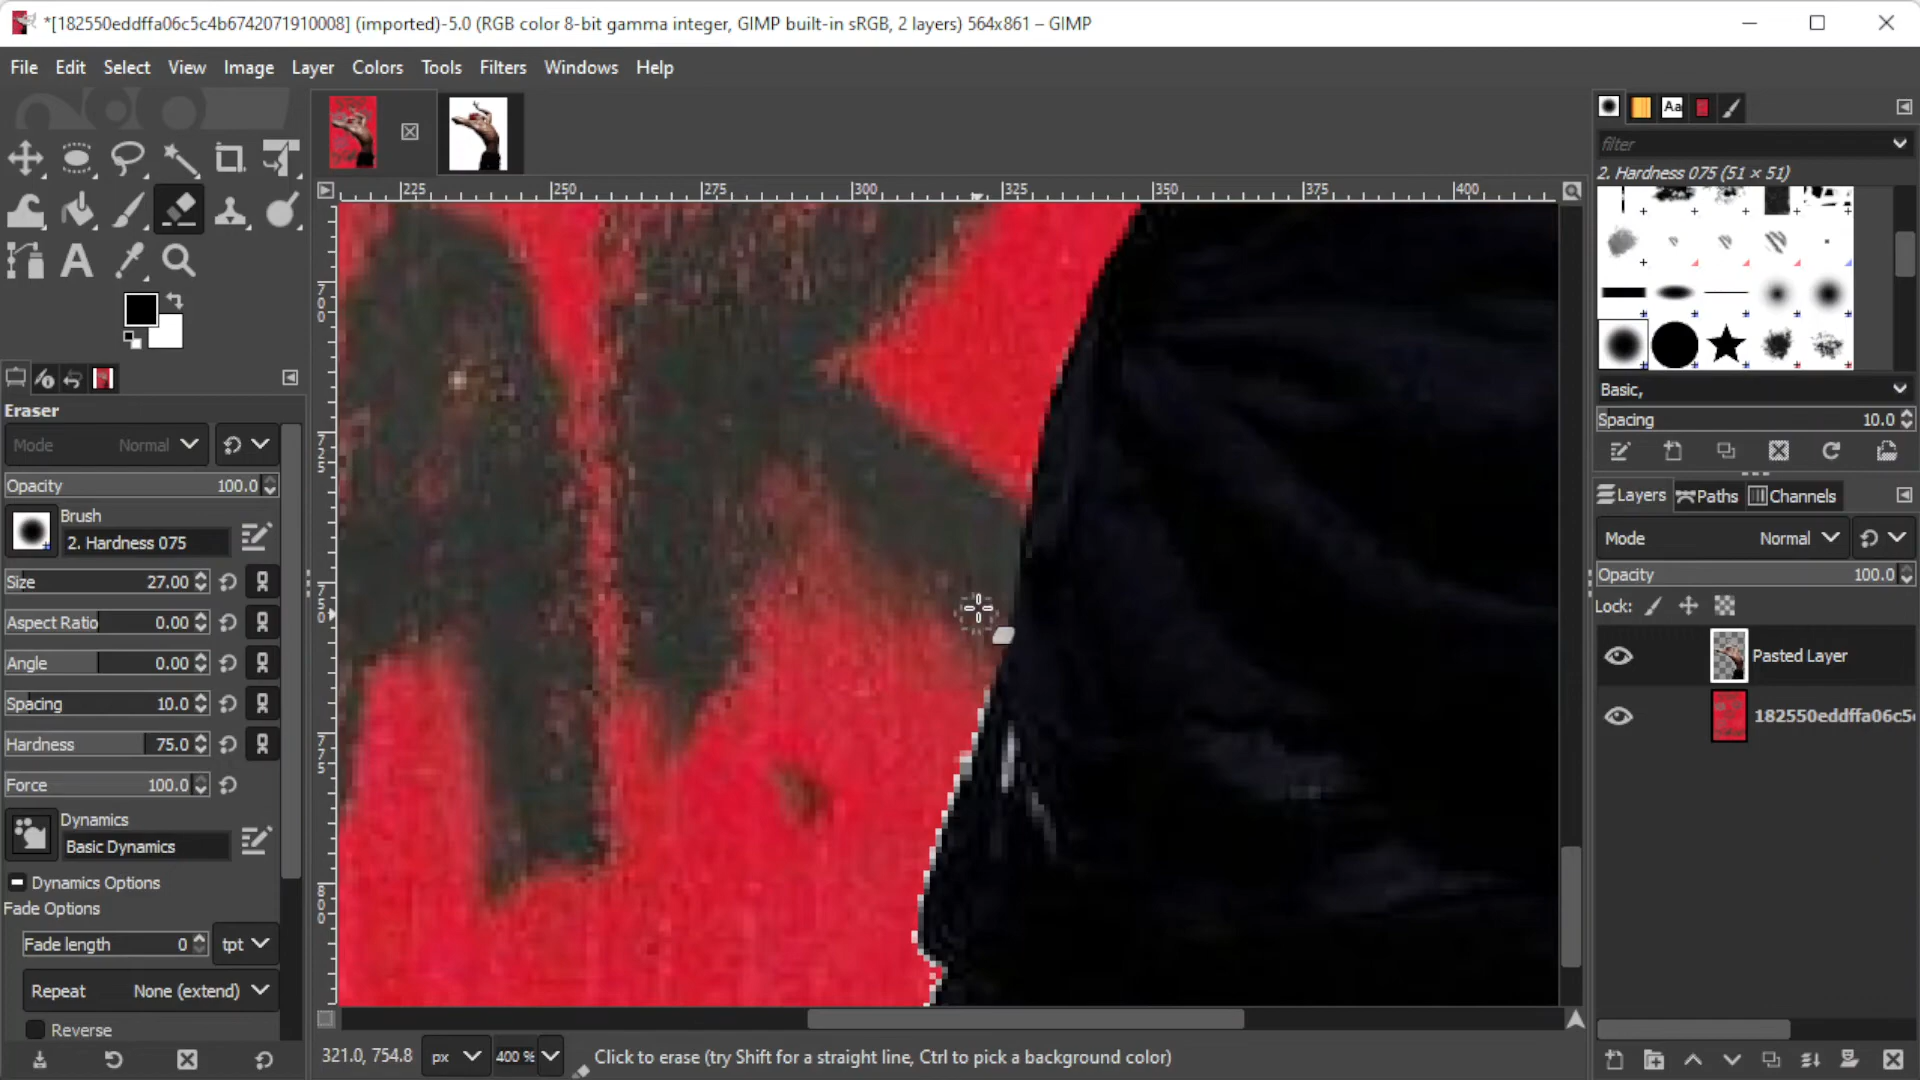 *[182550eddffa06c5c4b6742071910008] (imported)-5.0 (RGB color 8-bit gamma integer, GIMP built-in sRGB, 2 layers) 564x861 – GIMP
File Edit Select View Image Layer Colors Tools Filters Windows Help
Aa
filter
2. Hardness 075 (51 × 51)
225 250 275 300 325 350 375 400
700
725
750
775
800
A
Basic,
Spacing 10.0
Eraser
Mode Normal
Opacity 100.0
Brush
2. Hardness 075
Size 27.00
Aspect Ratio 0.00
Angle 0.00
Spacing 10.0
Hardness 75.0
Force 100.0
Dynamics
Basic Dynamics
Dynamics Options
Fade Options
Fade length 0 tpt
Repeat None (extend)
Reverse
Layers Paths Channels
Mode Normal
Opacity 100.0
Lock:
Pasted Layer
182550eddffa06c5
321.0, 754.8 px 400 % Click to erase (try Shift for a straight line, Ctrl to pick a background color)